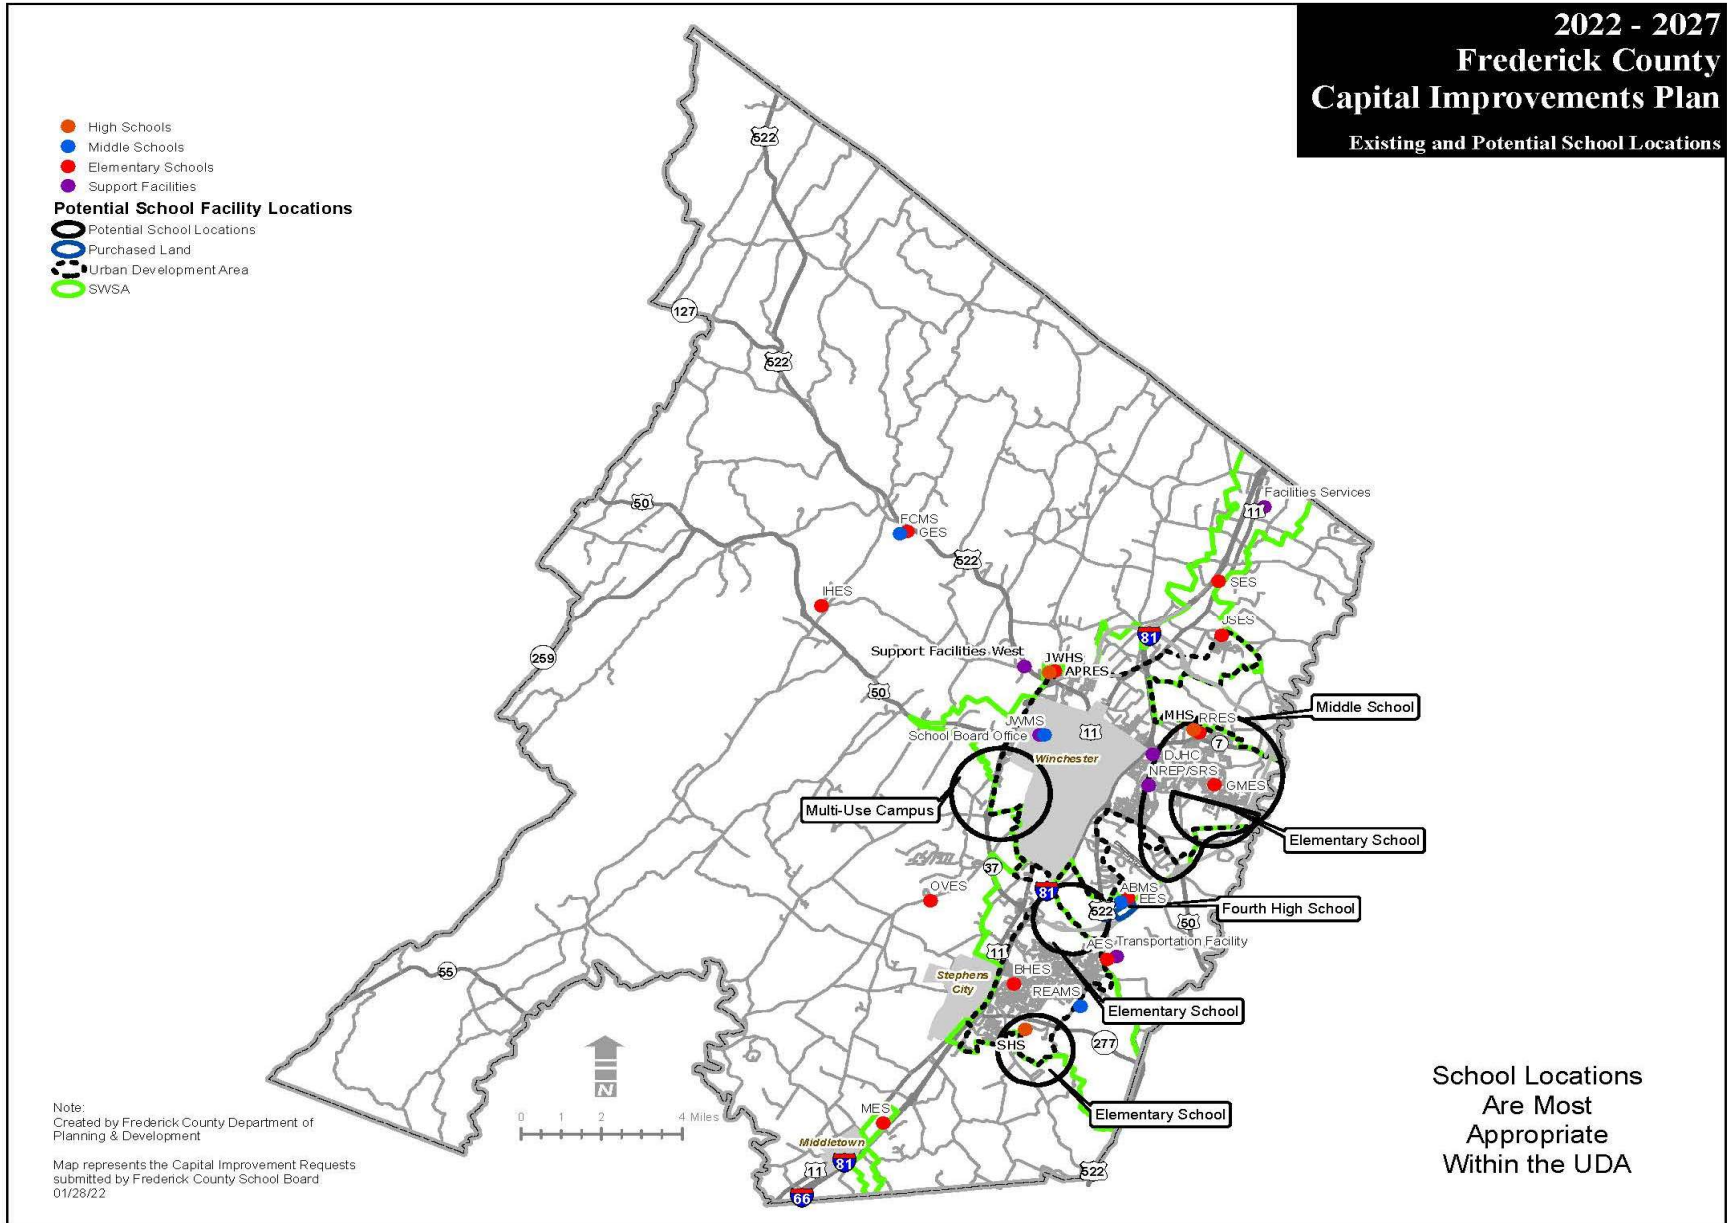 2022 - 2027
Frederick County
Capital Improvements Plan
Existing and Potential School Locations
High Schools
Middle Schools
Elementary Schools
Support Facilities
Potential School Facility Locations
Potential School Locations
Purchased Land
Urban Development Area
SWSA
522
127
522
50
Facilities Services
11
FCMS
GES
522
SES
IHES
JSES
81
259
Support Facilities West
JWHS
APRES
50
Middle School
MHS
RRES
JWMS
School Board Office
11
7
Winchester
DJHC
NREP/SRS
GMES
Multi-Use Campus
Elementary School
37
OVES
81
ABMS
EES
522
Fourth High School
50
AES
Transportation Facility
11
55
BHES
Stephens
City
REAMS
Elementary School
SHS
277
N
School Locations
Are Most
Appropriate
Within the UDA
Note:
Created by Frederick County Department of
Planning & Development
0 1 2 4 Miles
MES
Elementary School
Middletown
Map represents the Capital Improvement Requests
submitted by Frederick County School Board
01/28/22
11
81
522
66